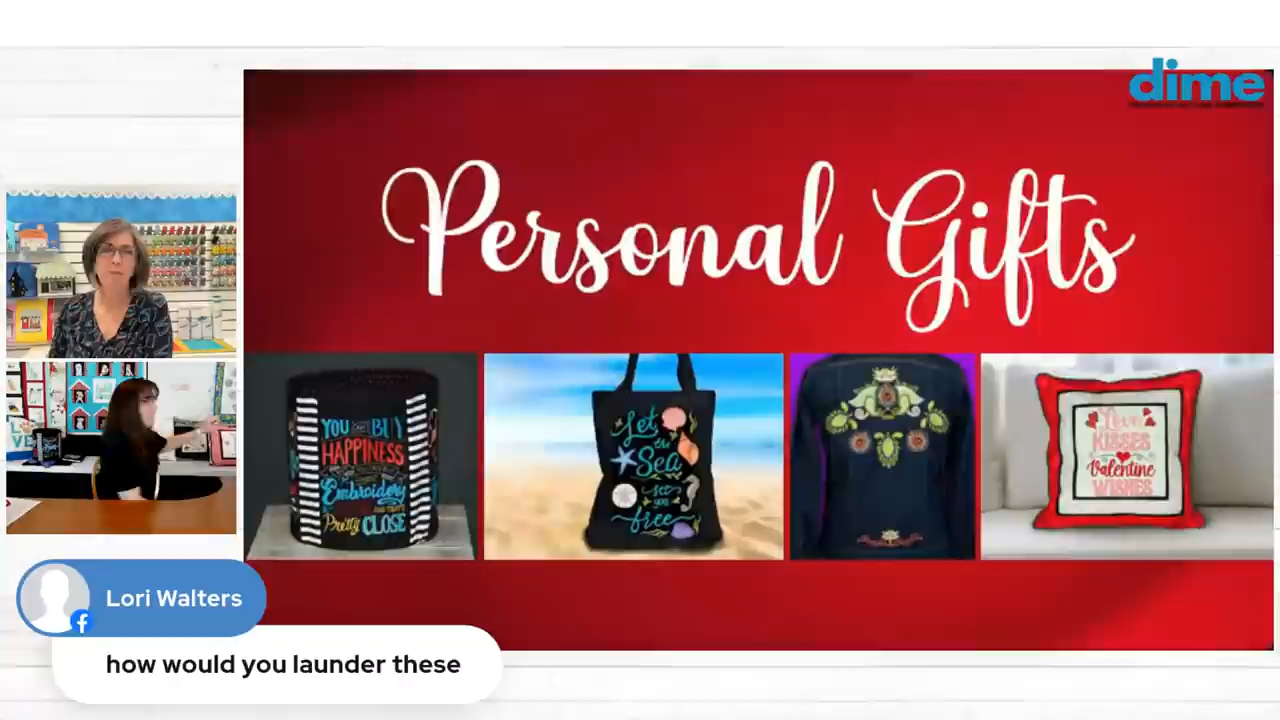 dime
Personal Gifts
YOU BUY
HAPPINESS
Embroidery
Pretty CLOSE
Let
the
Sea
set
you
free
Love
KISSES
Valentine
WISHES
Lori Walters
how would you launder these